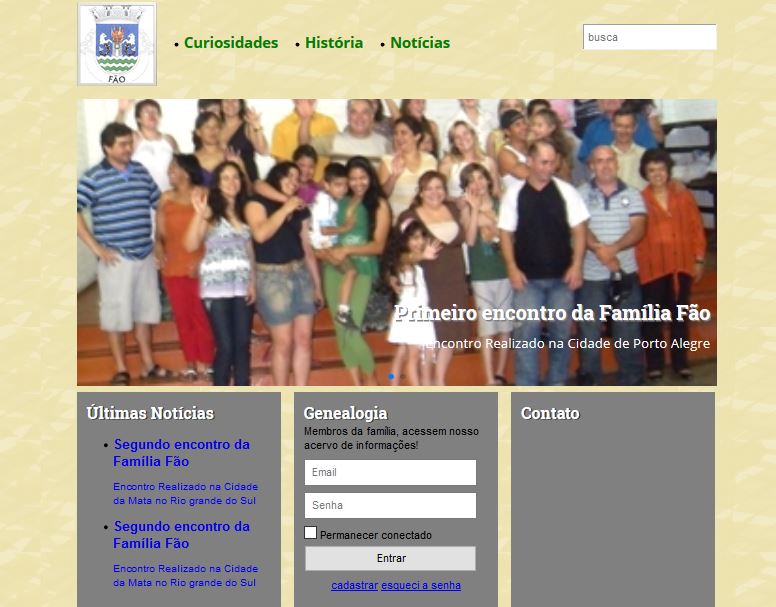 FÃO
• Curiosidades • História • Notícias
busca
Primeiro encontro da Família Fão
Encontro Realizado na Cidade de Porto Alegre
Últimas Notícias
• Segundo encontro da
Família Fão
Encontro Realizado na Cidade
da Mata no Rio grande do Sul
• Segundo encontro da
Família Fão
Encontro Realizado na Cidade
da Mata no Rio grande do Sul
Genealogia
Membros da família, acessem nosso
acervo de informações!
Email
Senha
Permanecer conectado
Entrar
cadastrar esqueci a senha
Contato